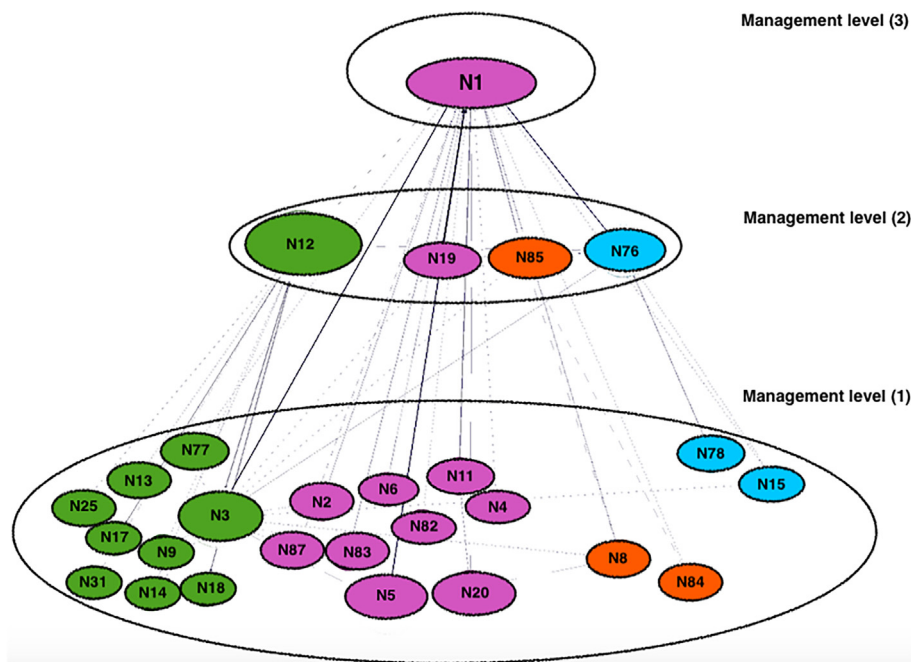 Management level (3)
N1
Management level (2)
N12
N19
N85
N76
Management level (1)
N77
N13
N25
N3
N17
N9
N31
N14
N18
N2
N6
N11
N4
N82
N87
N83
N5
N20
N78
N15
N8
N84